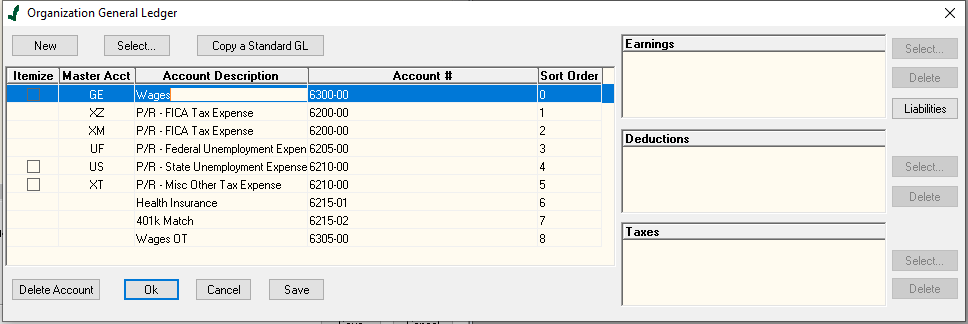 Organization General Ledger
New Select... Copy a Standard GL
Itemize Master Acct Account Description Account # Sort Order
GE Wages 6300-00 0
XZ P/R - FICA Tax Expense 6200-00 1
XM P/R - FICA Tax Expense 6200-00 2
UF P/R - Federal Unemployment Expen 6205-00 3
US P/R - State Unemployment Expense 6210-00 4
XT P/R - Misc Other Tax Expense 6210-00 5
Health Insurance 6215-01 6
401k Match 6215-02 7
Wages OT 6305-00 8
Delete Account Ok Cancel Save
Earnings
Select...
Delete
Liabilities
Deductions
Select...
Delete
Taxes
Select...
Delete